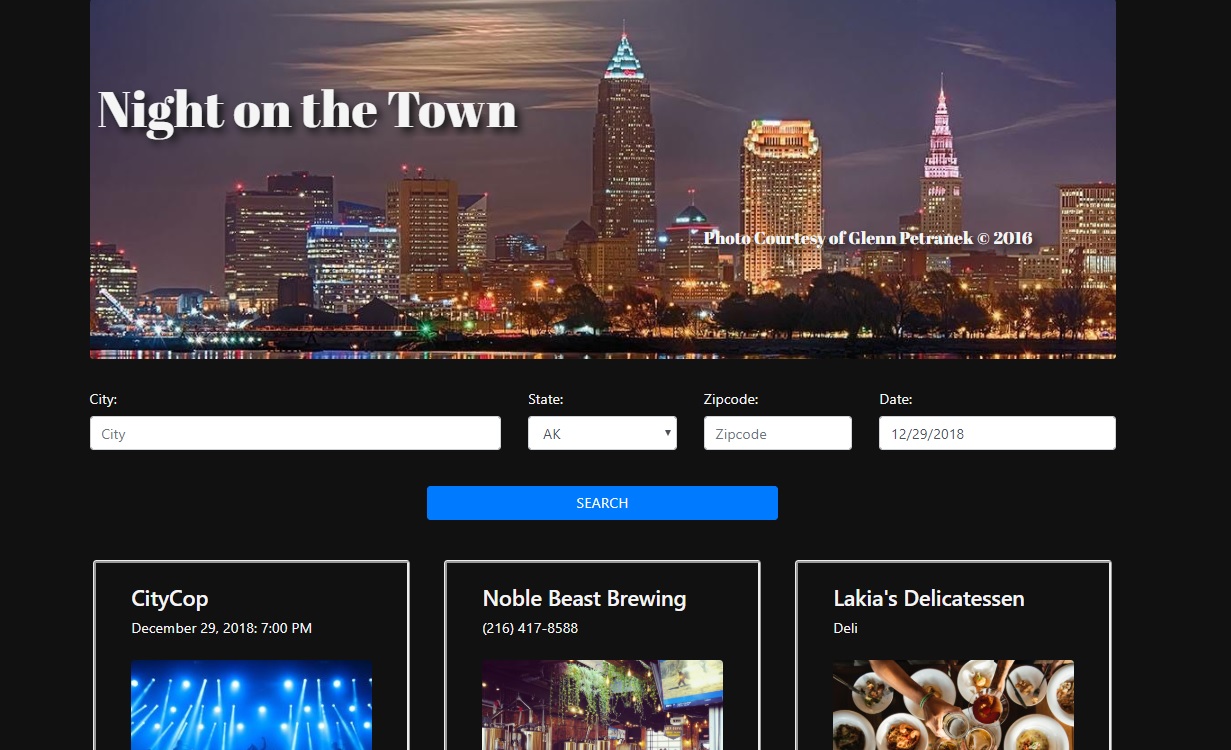 Night on the Town
Photo Courtesy of Glenn Petranek © 2016
City: State: Zipcode: Date:
City AK Zipcode 12/29/2018
SEARCH
CityCop Noble Beast Brewing Lakia's Delicatessen
December 29, 2018: 7:00 PM (216) 417-8588 Deli